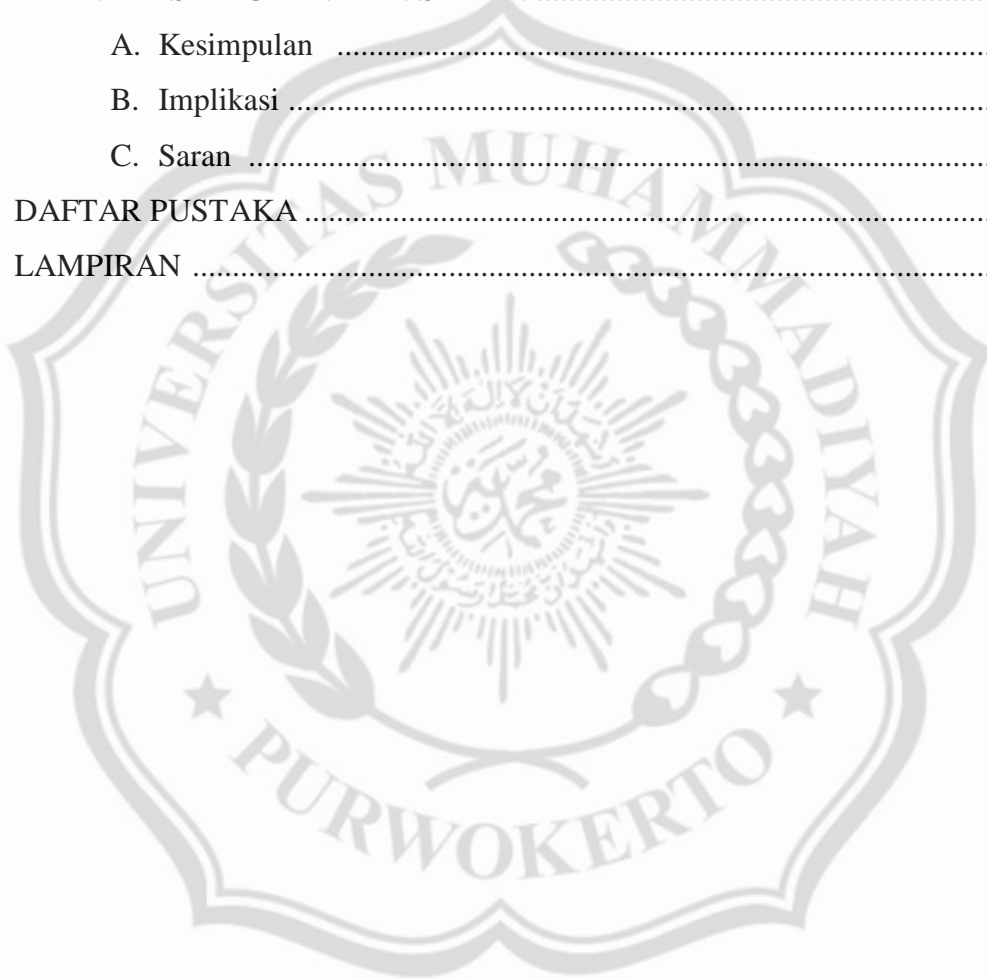 A. Kesimpulan ................................................................................
B. Implikasi ......................................................................................
C. Saran ...........................................................................................
DAFTAR PUSTAKA ....................................................................................
LAMPIRAN ..................................................................................................
UNIVERSITAS MUHAMMADIYAH
PURWOKERTO